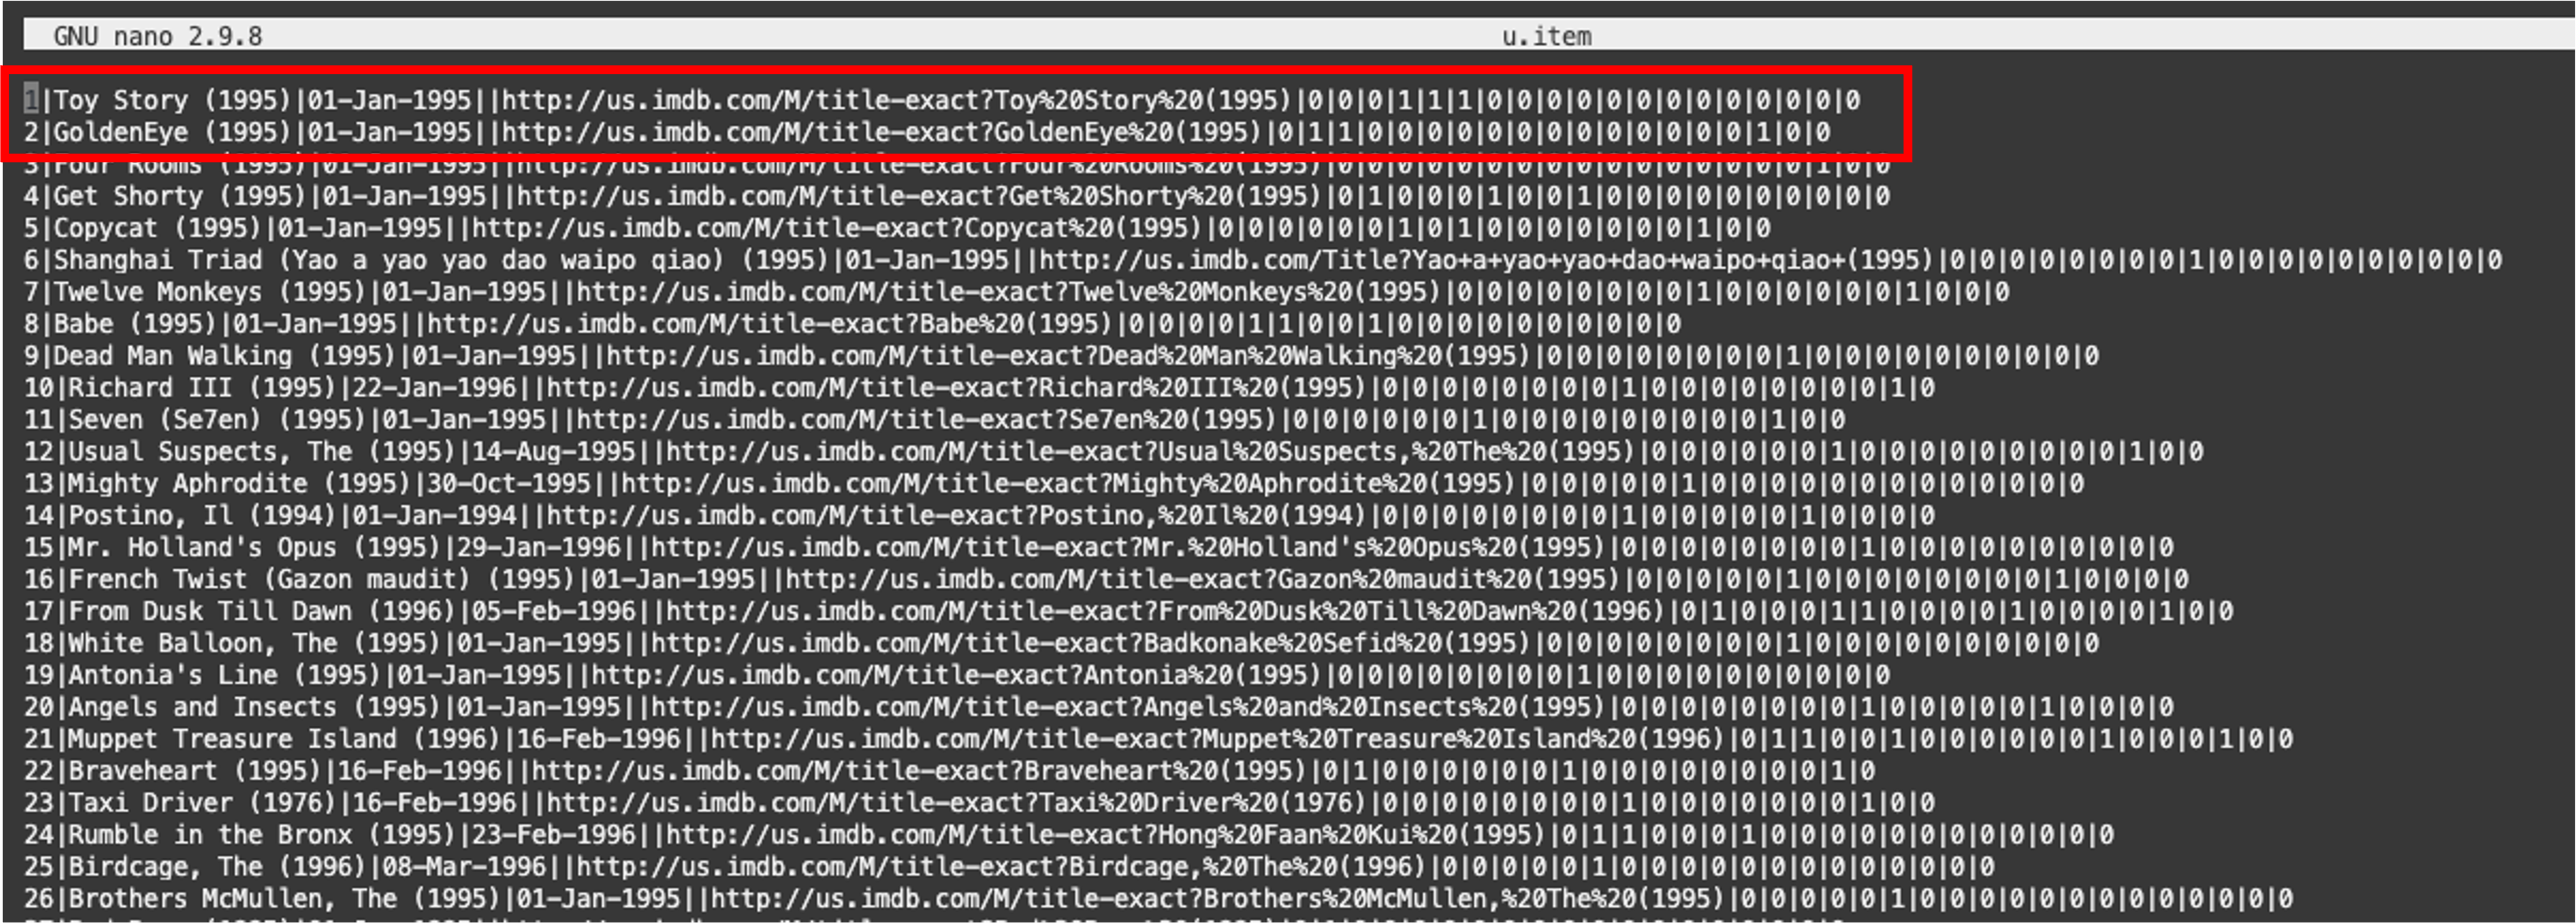 GNU nano 2.9.8 u.item
1|Toy Story (1995)|01-Jan-1995||http://us.imdb.com/M/title-exact?Toy%20Story%20(1995)|0|0|0|1|1|1|0|0|0|0|0|0|0|0|0|0|0|0|0
2|GoldenEye (1995)|01-Jan-1995||http://us.imdb.com/M/title-exact?GoldenEye%20(1995)|0|1|1|0|0|0|0|0|0|0|0|0|0|0|0|0|1|0|0
3|Four Rooms (1995)|01-Jan-1995||http://us.imdb.com/M/title-exact?Four%20Rooms%20(1995)|0|0|0|0|0|0|0|0|0|0|0|0|0|0|0|0|1|0|0
4|Get Shorty (1995)|01-Jan-1995||http://us.imdb.com/M/title-exact?Get%20Shorty%20(1995)|0|1|0|0|0|1|0|0|1|0|0|0|0|0|0|0|0|0|0
5|Copycat (1995)|01-Jan-1995||http://us.imdb.com/M/title-exact?Copycat%20(1995)|0|0|0|0|0|0|1|0|1|0|0|0|0|0|0|0|1|0|0
6|Shanghai Triad (Yao a yao yao dao waipo qiao) (1995)|01-Jan-1995||http://us.imdb.com/Title?Yao+a+yao+yao+dao+waipo+qiao+(1995)|0|0|0|0|0|0|0|0|1|0|0|0|0|0|0|0|0|0|0
7|Twelve Monkeys (1995)|01-Jan-1995||http://us.imdb.com/M/title-exact?Twelve%20Monkeys%20(1995)|0|0|0|0|0|0|0|0|1|0|0|0|0|0|0|1|0|0|0
8|Babe (1995)|01-Jan-1995||http://us.imdb.com/M/title-exact?Babe%20(1995)|0|0|0|0|1|1|0|0|1|0|0|0|0|0|0|0|0|0|0
9|Dead Man Walking (1995)|01-Jan-1995||http://us.imdb.com/M/title-exact?Dead%20Man%20Walking%20(1995)|0|0|0|0|0|0|0|0|1|0|0|0|0|0|0|0|0|0|0
10|Richard III (1995)|22-Jan-1996||http://us.imdb.com/M/title-exact?Richard%20III%20(1995)|0|0|0|0|0|0|0|0|1|0|0|0|0|0|0|0|0|1|0
11|Seven (Se7en) (1995)|01-Jan-1995||http://us.imdb.com/M/title-exact?Se7en%20(1995)|0|0|0|0|0|0|1|0|0|0|0|0|0|0|0|0|1|0|0
12|Usual Suspects, The (1995)|14-Aug-1995||http://us.imdb.com/M/title-exact?Usual%20Suspects,%20The%20(1995)|0|0|0|0|0|0|1|0|0|0|0|0|0|0|0|0|1|0|0
13|Mighty Aphrodite (1995)|30-Oct-1995||http://us.imdb.com/M/title-exact?Mighty%20Aphrodite%20(1995)|0|0|0|0|0|1|0|0|0|0|0|0|0|0|0|0|0|0|0
14|Postino, Il (1994)|01-Jan-1994||http://us.imdb.com/M/title-exact?Postino,%20Il%20(1994)|0|0|0|0|0|0|0|0|1|0|0|0|0|0|1|0|0|0|0
15|Mr. Holland's Opus (1995)|29-Jan-1996||http://us.imdb.com/M/title-exact?Mr.%20Holland's%20Opus%20(1995)|0|0|0|0|0|0|0|0|1|0|0|0|0|0|0|0|0|0|0
16|French Twist (Gazon maudit) (1995)|01-Jan-1995||http://us.imdb.com/M/title-exact?Gazon%20maudit%20(1995)|0|0|0|0|0|1|0|0|0|0|0|0|0|0|1|0|0|0|0
17|From Dusk Till Dawn (1996)|05-Feb-1996||http://us.imdb.com/M/title-exact?From%20Dusk%20Till%20Dawn%20(1996)|0|1|0|0|0|1|1|0|0|0|0|1|0|0|0|0|1|0|0
18|White Balloon, The (1995)|01-Jan-1995||http://us.imdb.com/M/title-exact?Badkonake%20Sefid%20(1995)|0|0|0|0|0|0|0|0|1|0|0|0|0|0|0|0|0|0|0
19|Antonia's Line (1995)|01-Jan-1995||http://us.imdb.com/M/title-exact?Antonia%20(1995)|0|0|0|0|0|0|0|0|1|0|0|0|0|0|0|0|0|0|0
20|Angels and Insects (1995)|01-Jan-1995||http://us.imdb.com/M/title-exact?Angels%20and%20Insects%20(1995)|0|0|0|0|0|0|0|0|1|0|0|0|0|0|1|0|0|0|0
21|Muppet Treasure Island (1996)|16-Feb-1996||http://us.imdb.com/M/title-exact?Muppet%20Treasure%20Island%20(1996)|0|1|1|0|0|1|0|0|0|0|0|0|1|0|0|0|1|0|0
22|Braveheart (1995)|16-Feb-1996||http://us.imdb.com/M/title-exact?Braveheart%20(1995)|0|1|0|0|0|0|0|0|1|0|0|0|0|0|0|0|0|1|0
23|Taxi Driver (1976)|16-Feb-1996||http://us.imdb.com/M/title-exact?Taxi%20Driver%20(1976)|0|0|0|0|0|0|0|0|1|0|0|0|0|0|0|0|1|0|0
24|Rumble in the Bronx (1995)|23-Feb-1996||http://us.imdb.com/M/title-exact?Hong%20Faan%20Kui%20(1995)|0|1|1|0|0|0|1|0|0|0|0|0|0|0|0|0|0|0|0
25|Birdcage, The (1996)|08-Mar-1996||http://us.imdb.com/M/title-exact?Birdcage,%20The%20(1996)|0|0|0|0|0|1|0|0|0|0|0|0|0|0|0|0|0|0|0
26|Brothers McMullen, The (1995)|01-Jan-1995||http://us.imdb.com/M/title-exact?Brothers%20McMullen,%20The%20(1995)|0|0|0|0|0|1|0|0|0|0|0|0|0|0|0|0|0|0|0